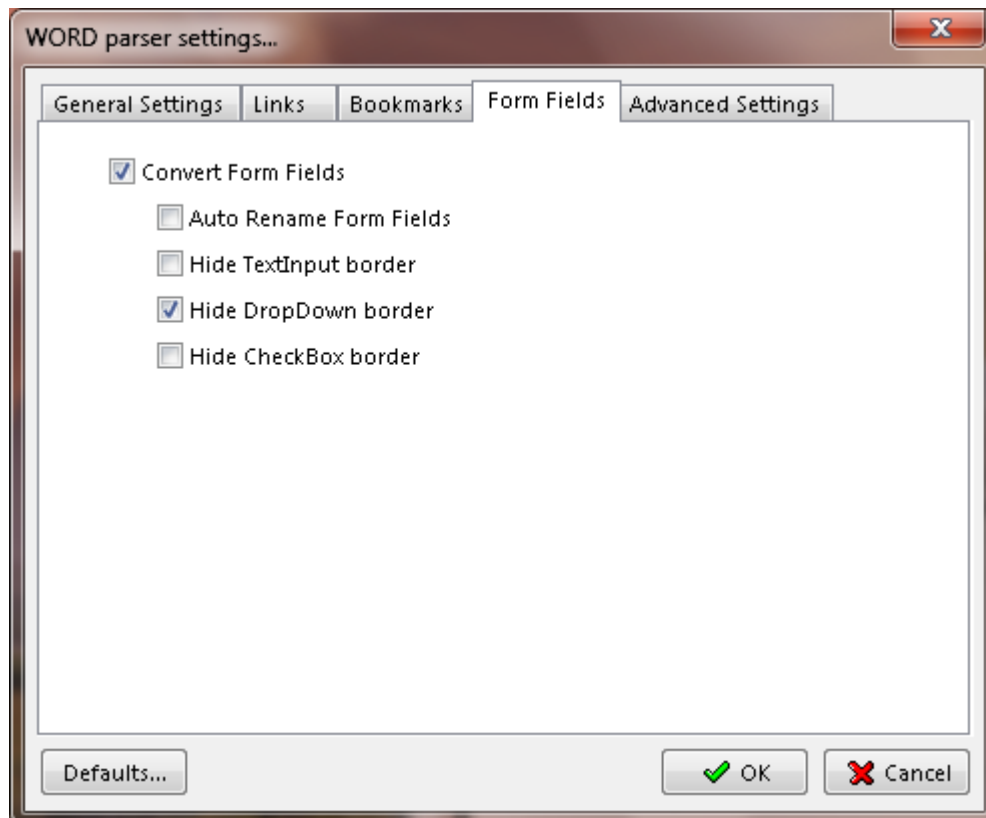 WORD parser settings...
General Settings Links Bookmarks Form Fields Advanced Settings
Convert Form Fields
Auto Rename Form Fields
Hide TextInput border
Hide DropDown border
Hide CheckBox border
Defaults... OK Cancel